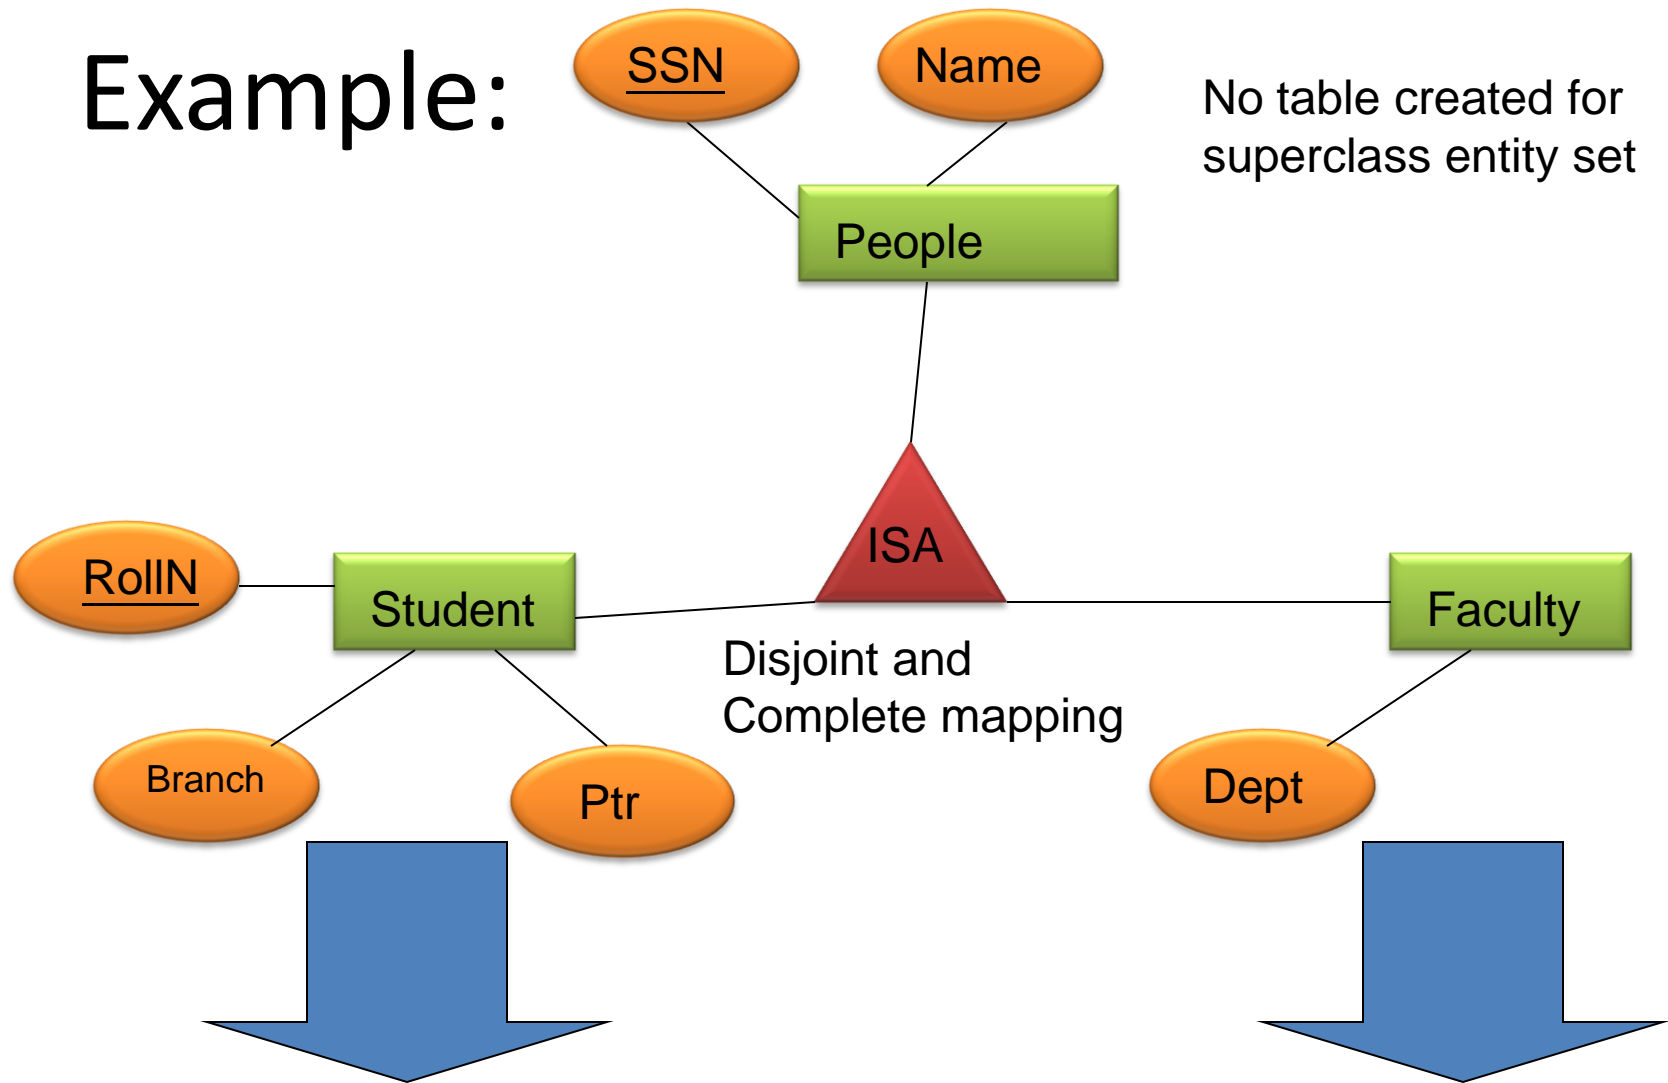 Example:
SSN
Name
No table created for
superclass entity set
People
ISA
RollN
Student
Faculty
Disjoint and
Complete mapping
Branch
Ptr
Dept